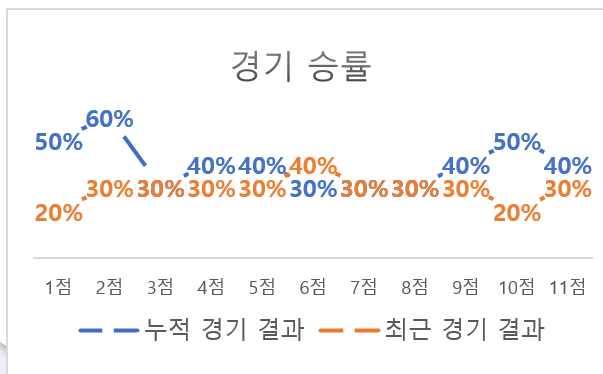 경기 승률
60%
50% 50%
40% 40% 40% 40% 40%
30% 30% 30% 30% 30% 30% 30% 30% 30%
20% 20%
1점 2점 3점 4점 5점 6점 7점 8점 9점 10점 11점
누적 경기 결과 최근 경기 결과